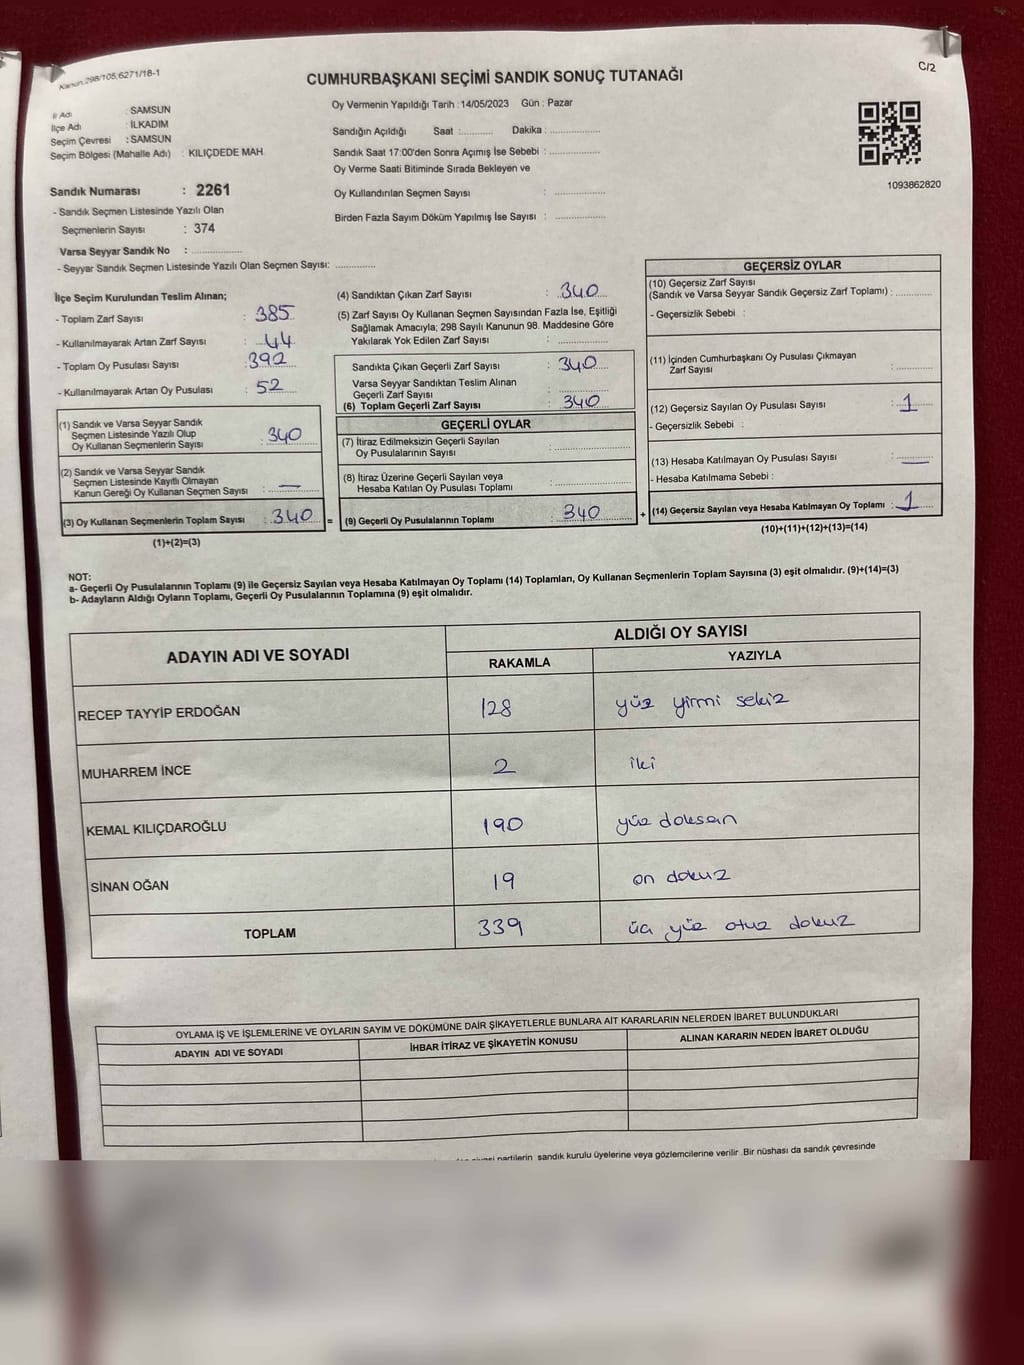 Kanun.298/105,6271/18-1
CUMHURBAŞKANI SEÇİMİ SANDIK SONUÇ TUTANAĞI
C/2
İl Adı : SAMSUN
İlçe Adı : İLKADIM
Seçim Çevresi : SAMSUN
Seçim Bölgesi (Mahalle Adı) : KILIÇDEDE MAH.
Oy Vermenin Yapıldığı Tarih : 14/05/2023 Gün : Pazar
Sandığın Açıldığı Saat :........... Dakika : ..................
Sandık Saat 17:00'den Sonra Açımış İse Sebebi : ..................
Oy Verme Saati Bitiminde Sırada Bekleyen ve
Oy Kullandırılan Seçmen Sayısı : ..................
Birden Fazla Sayım Döküm Yapılmış İse Sayısı : ..................
1093862820
Sandık Numarası : 2261
- Sandık Seçmen Listesinde Yazılı Olan
Seçmenlerin Sayısı : 374
Varsa Seyyar Sandık No : ..................
- Seyyar Sandık Seçmen Listesinde Yazılı Olan Seçmen Sayısı: ..............
İlçe Seçim Kurulundan Teslim Alınan;
- Toplam Zarf Sayısı : 385
- Kullanılmayarak Artan Zarf Sayısı : 44
- Toplam Oy Pusulası Sayısı : 392
- Kullanılmayarak Artan Oy Pusulası : 52
(4) Sandıktan Çıkan Zarf Sayısı : 340
(5) Zarf Sayısı Oy Kullanan Seçmen Sayısından Fazla İse, Eşitliği
Sağlamak Amacıyla; 298 Sayılı Kanunun 98. Maddesine Göre
Yakılarak Yok Edilen Zarf Sayısı : ..................
Sandıkta Çıkan Geçerli Zarf Sayısı : 340
Varsa Seyyar Sandıktan Teslim Alınan
Geçerli Zarf Sayısı : ..................
(6) Toplam Geçerli Zarf Sayısı : 340
GEÇERSİZ OYLAR
(10) Geçersiz Zarf Sayısı
(Sandık ve Varsa Seyyar Sandık Geçersiz Zarf Toplamı) : ............
- Geçersizlik Sebebi :
(11) İçinden Cumhurbaşkanı Oy Pusulası Çıkmayan
Zarf Sayısı : ............
(12) Geçersiz Sayılan Oy Pusulası Sayısı : 1
- Geçersizlik Sebebi :
(13) Hesaba Katılmayan Oy Pusulası Sayısı : —
- Hesaba Katılmama Sebebi :
(14) Geçersiz Sayılan veya Hesaba Katılmayan Oy Toplamı : 1
(10)+(11)+(12)+(13)=(14)
(1) Sandık ve Varsa Seyyar Sandık
Seçmen Listesinde Yazılı Olup
Oy Kullanan Seçmenlerin Sayısı : 340
(2) Sandık ve Varsa Seyyar Sandık
Seçmen Listesinde Kayıtlı Olmayan
Kanun Gereği Oy Kullanan Seçmen Sayısı : —
(3) Oy Kullanan Seçmenlerin Toplam Sayısı : 340 =
(1)+(2)=(3)
GEÇERLİ OYLAR
(7) İtiraz Edilmeksizin Geçerli Sayılan
Oy Pusulalarının Sayısı : ..................
(8) İtiraz Üzerine Geçerli Sayılan veya
Hesaba Katılan Oy Pusulası Toplamı : ..................
(9) Geçerli Oy Pusulalarının Toplamı : 340 +
NOT:
a- Geçerli Oy Pusulalarının Toplamı (9) ile Geçersiz Sayılan veya Hesaba Katılmayan Oy Toplamı (14) Toplamları, Oy Kullanan Seçmenlerin Toplam Sayısına (3) eşit olmalıdır. (9)+(14)=(3)
b- Adayların Aldığı Oyların Toplamı, Geçerli Oy Pusulalarının Toplamına (9) eşit olmalıdır.
ADAYIN ADI VE SOYADI
ALDIĞI OY SAYISI
RAKAMLA YAZIYLA
RECEP TAYYİP ERDOĞAN 128 yüz yirmi sekiz
MUHARREM İNCE 2 iki
KEMAL KILIÇDAROĞLU 190 yüz doksan
SİNAN OĞAN 19 on dokuz
TOPLAM 339 üç yüz otuz dokuz
OYLAMA İŞ VE İŞLEMLERİNE VE OYLARIN SAYIM VE DÖKÜMÜNE DAİR ŞİKAYETLERLE BUNLARA AİT KARARLARIN NELERDEN İBARET BULUNDUKLARI
ADAYIN ADI VE SOYADI İHBAR İTİRAZ VE ŞİKAYETİN KONUSU ALINAN KARARIN NEDEN İBARET OLDUĞU
partilerin sandık kurulu üyelerine veya gözlemcilerine verilir. Bir nüshası da sandık çevresinde